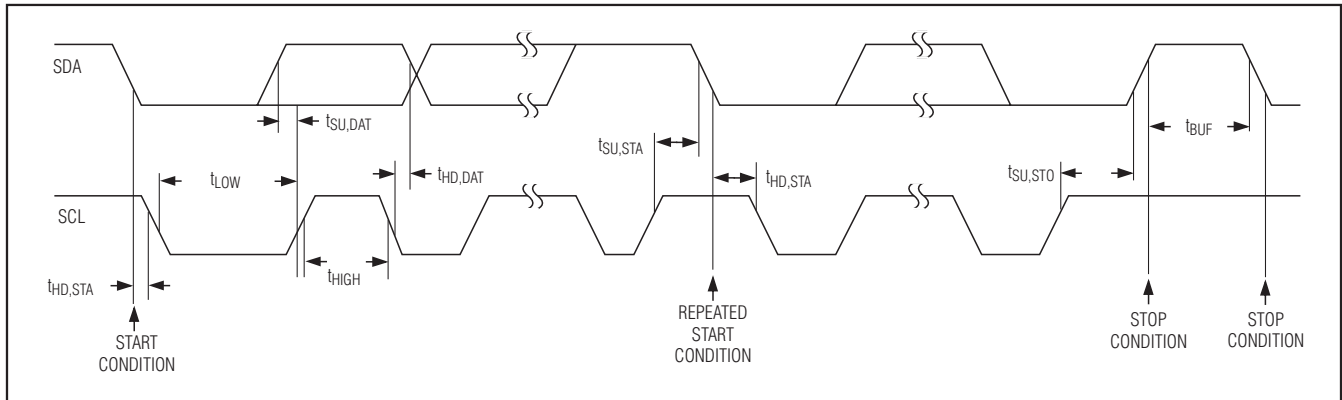 SDA
tSU,DAT
tBUF
tSU,STA
tLOW
tHD,DAT
tHD,STA
tSU,STO
SCL
tHIGH
tHD,STA
START
CONDITION
REPEATED
START
CONDITION
STOP
CONDITION
STOP
CONDITION